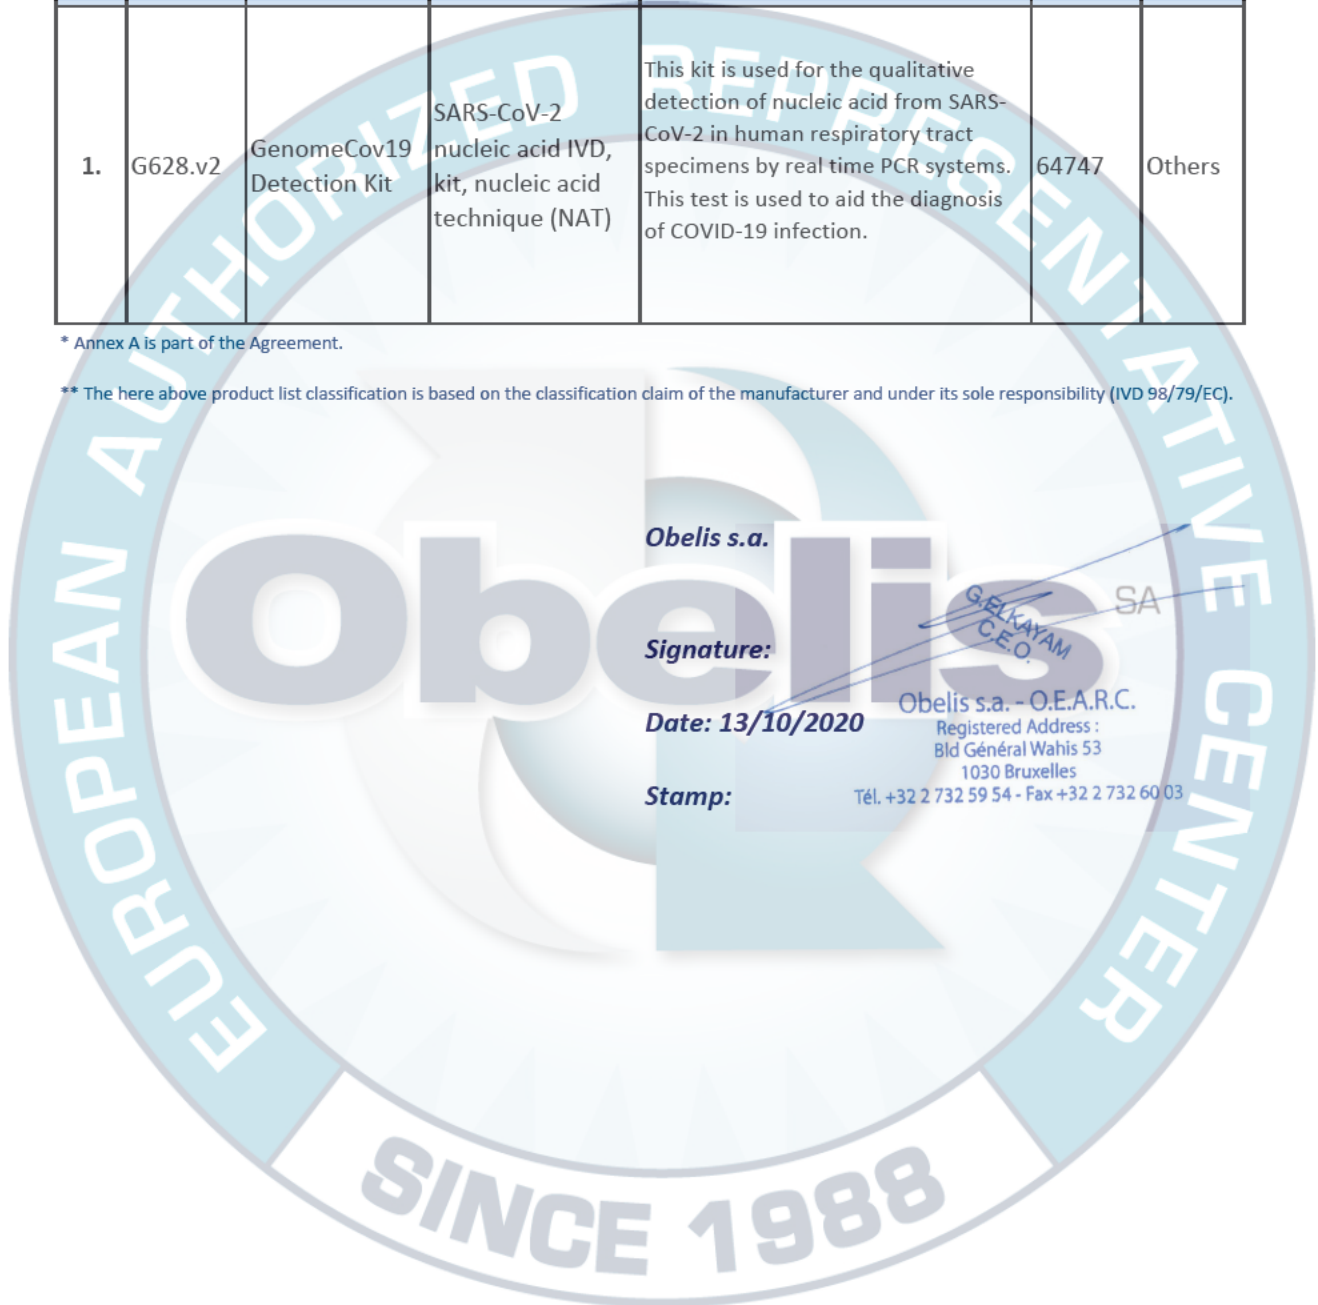 1.
G628.v2
GenomeCov19
Detection Kit
SARS-CoV-2
nucleic acid IVD,
kit, nucleic acid
technique (NAT)
This kit is used for the qualitative
detection of nucleic acid from SARS-
CoV-2 in human respiratory tract
specimens by real time PCR systems.
This test is used to aid the diagnosis
of COVID-19 infection.
64747
Others
* Annex A is part of the Agreement.
** The here above product list classification is based on the classification claim of the manufacturer and under its sole responsibility (IVD 98/79/EC).
Obelis s.a.
Signature:
G.ELKAYAM
C.E.O.
Date: 13/10/2020
Stamp:
Obelis s.a. - O.E.A.R.C.
Registered Address :
Bld Général Wahis 53
1030 Bruxelles
Tél. +32 2 732 59 54 - Fax +32 2 732 60 03
EUROPEAN AUTHORIZED REPRESENTATIVE CENTER
Obelis SA
SINCE 1988